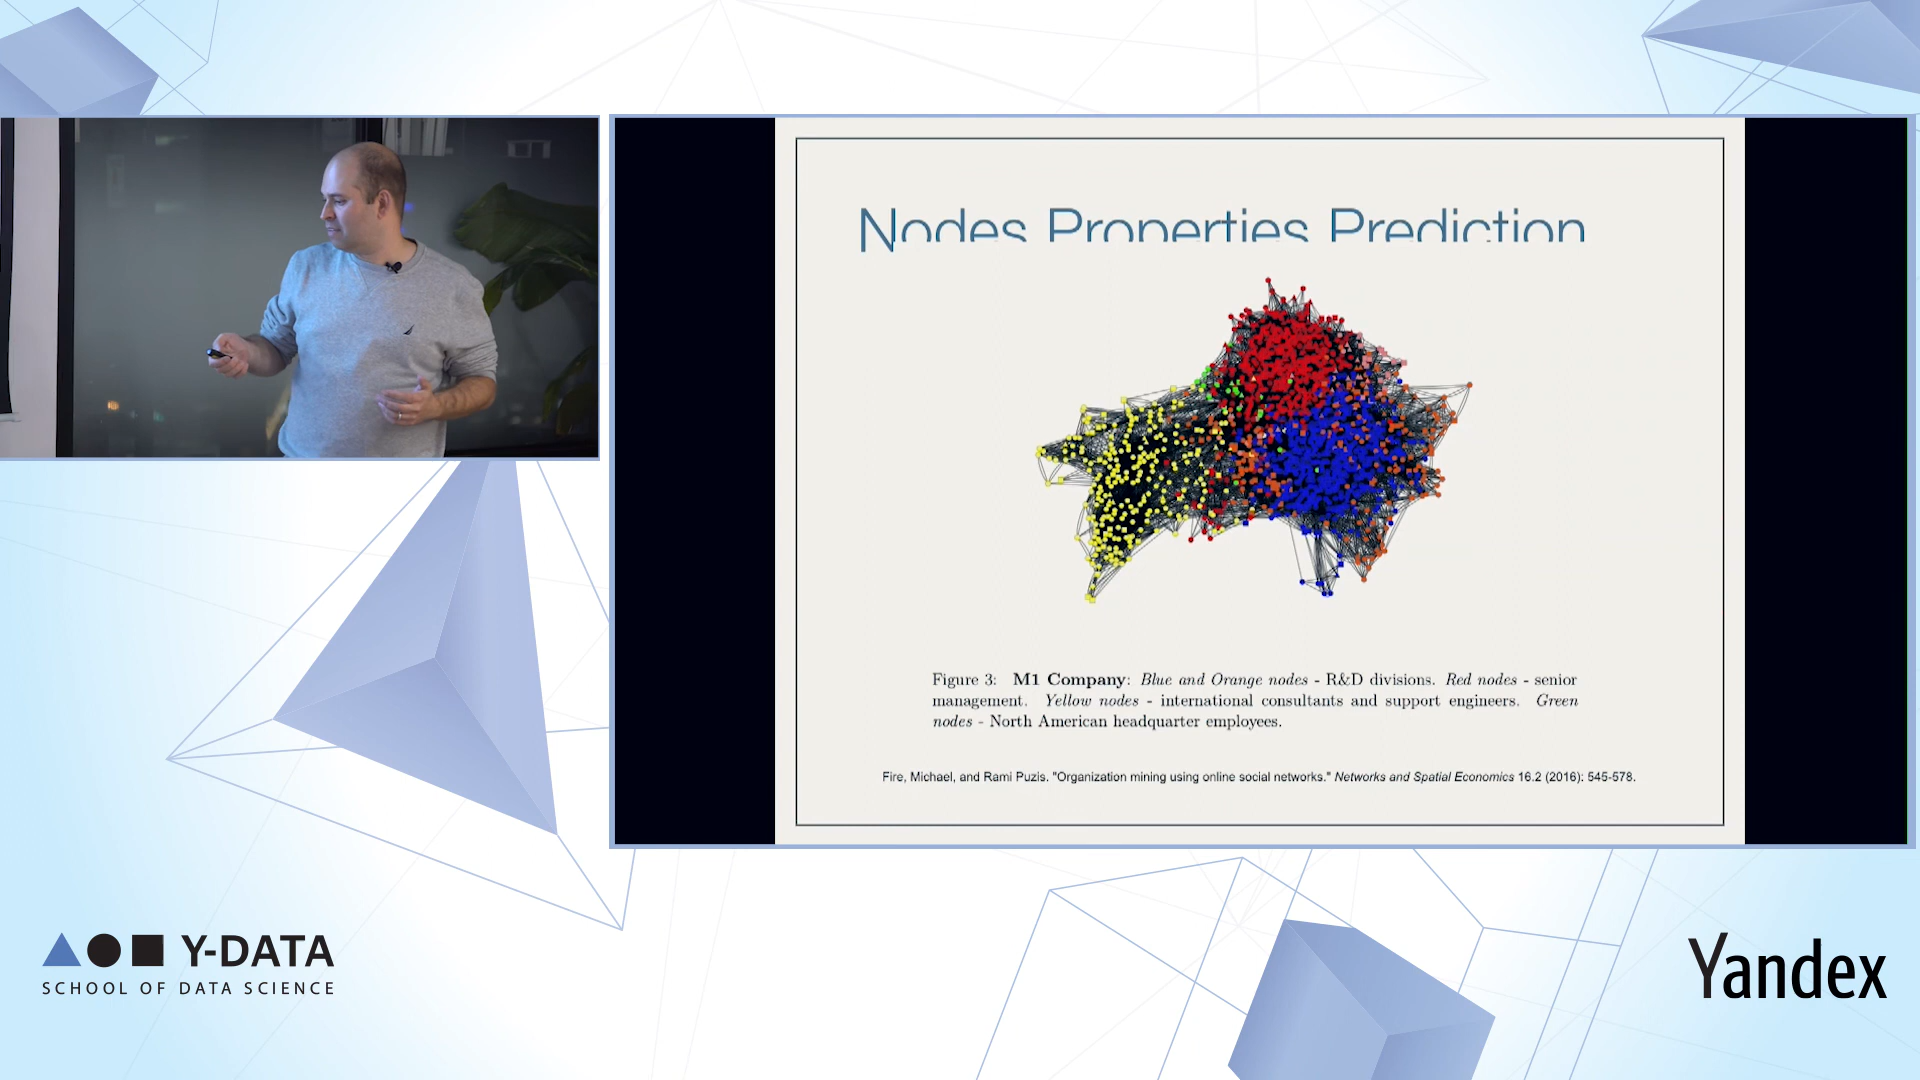 Nodes Properties Prediction
Figure 3: M1 Company: Blue and Orange nodes - R&D divisions. Red nodes - senior
management. Yellow nodes - international consultants and support engineers. Green
nodes - North American headquarter employees.
Fire, Michael, and Rami Puzis. "Organization mining using online social networks." Networks and Spatial Economics 16.2 (2016): 545-578.
Y-DATA
SCHOOL OF DATA SCIENCE
Yandex